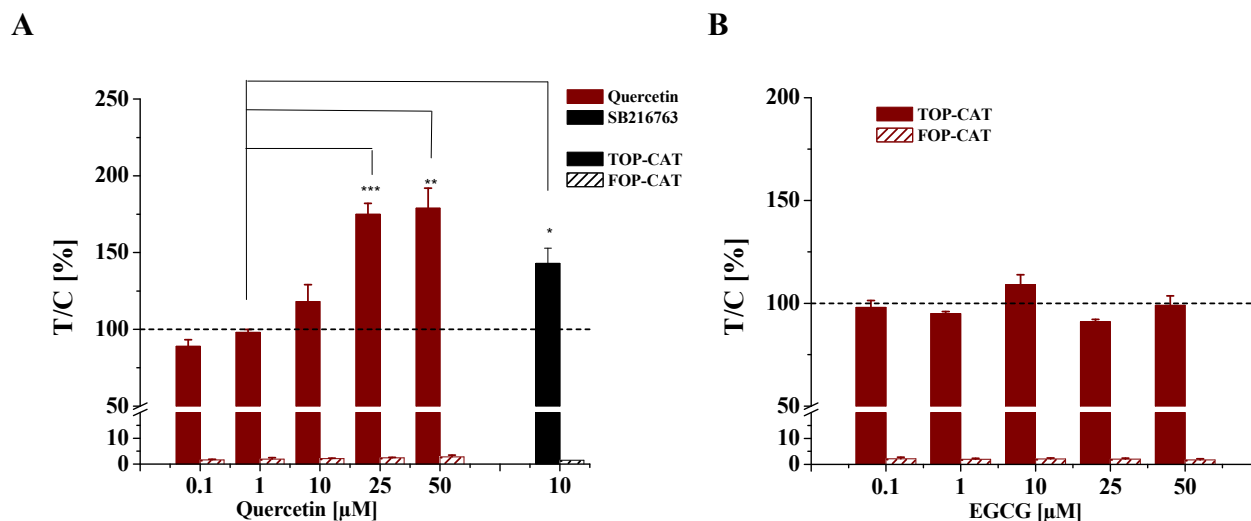 A
T/C [%]
250
200
150
100
50
10
0
Quercetin
SB216763
TOP-CAT
FOP-CAT
***
**
*
0.1 1 10 25 50 10
Quercetin [µM]
B
T/C [%]
200
150
100
50
10
0
TOP-CAT
FOP-CAT
0.1 1 10 25 50
EGCG [µM]